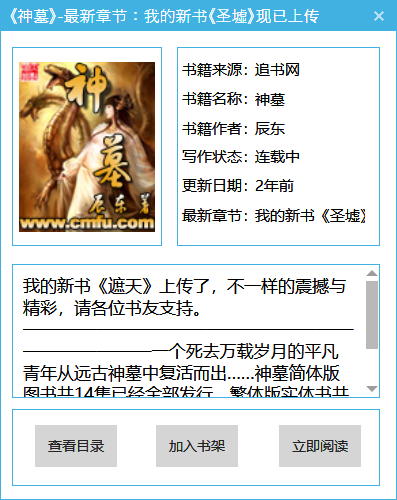 《神墓》-最新章节：我的新书《圣墟》现已上传
神
墓
辰东著
www.cmfu.com
书籍来源：追书网
书籍名称：神墓
书籍作者：辰东
写作状态：连载中
更新日期：2年前
最新章节：我的新书《圣墟》
我的新书《遮天》上传了，不一样的震撼与
精彩，请各位书友支持。
————————————————————
————————一个死去万载岁月的平凡
青年从远古神墓中复活而出……神墓简体版
图书共14集已经全部发行，繁体版实体书共
查看目录
加入书架
立即阅读